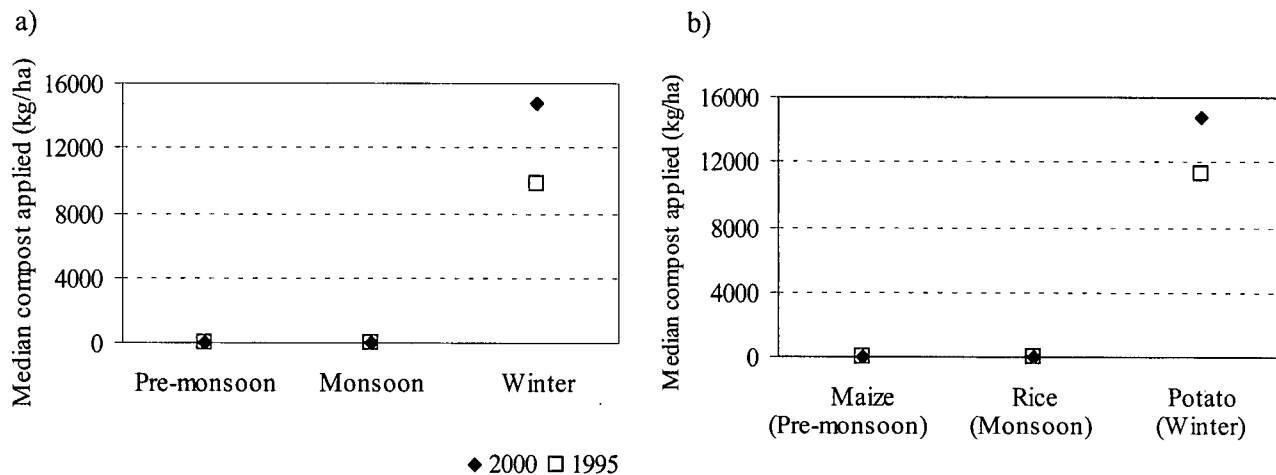 a)
Median compost applied (kg/ha)
16000
12000
8000
4000
0
Pre-monsoon Monsoon Winter
b)
Median compost applied (kg/ha)
16000
12000
8000
4000
0
Maize Rice Potato
(Pre-monsoon) (Monsoon) (Winter)
2000 1995